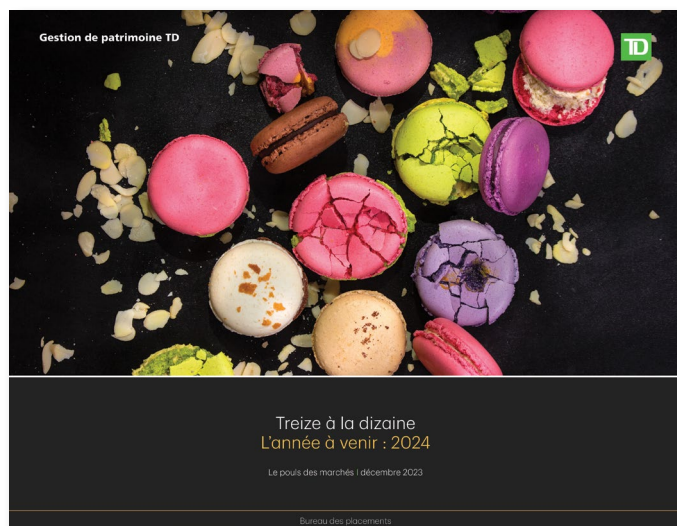 Gestion de patrimoine TD
TD
Treize à la dizaine
L'année à venir : 2024
Le pouls des marchés | décembre 2023
Bureau des placements